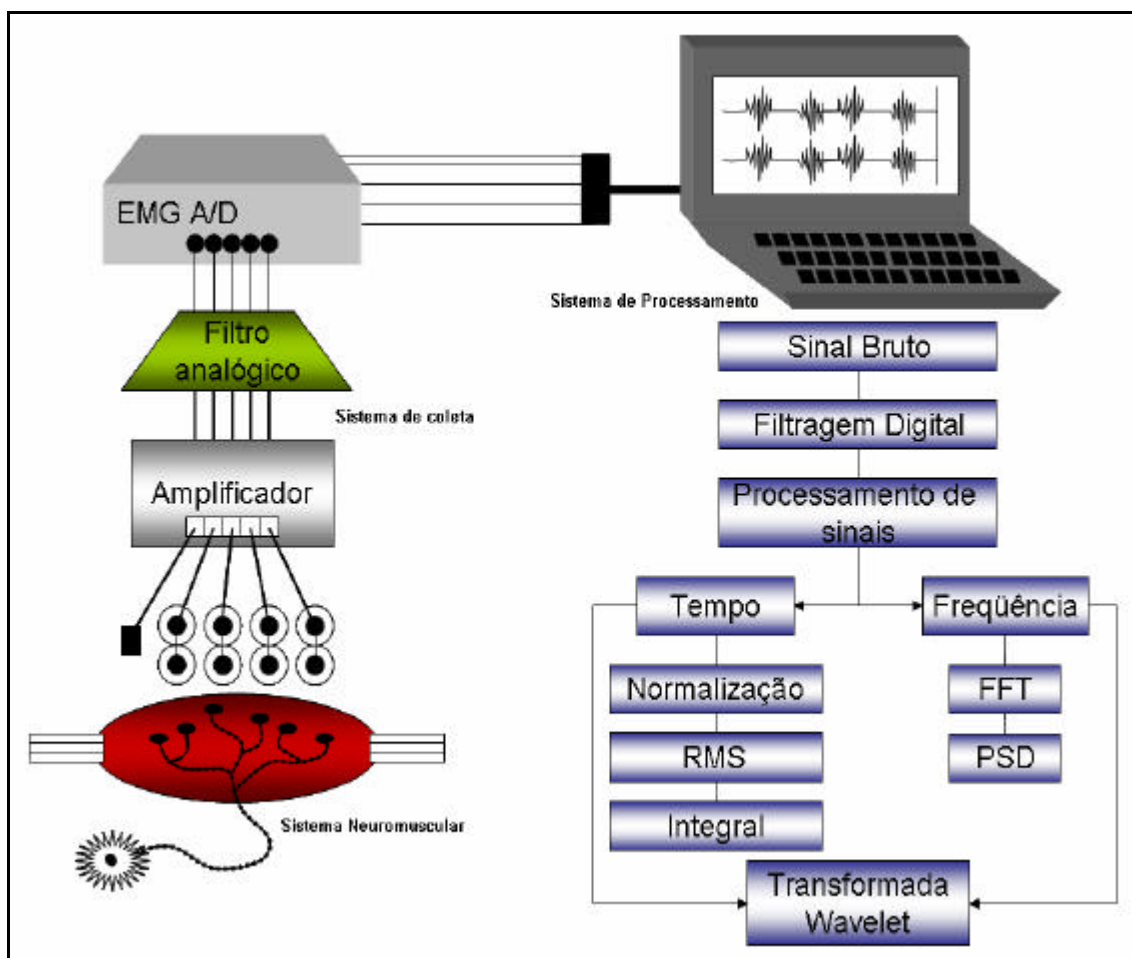 EMG A/D
Sistema de Processamento
Filtro
analógico
Sistema de coleta
Amplificador
Sistema Neuromuscular
Sinal Bruto
Filtragem Digital
Processamento de
sinais
Tempo
Freqüência
Normalização
FFT
RMS
PSD
Integral
Transformada
Wavelet